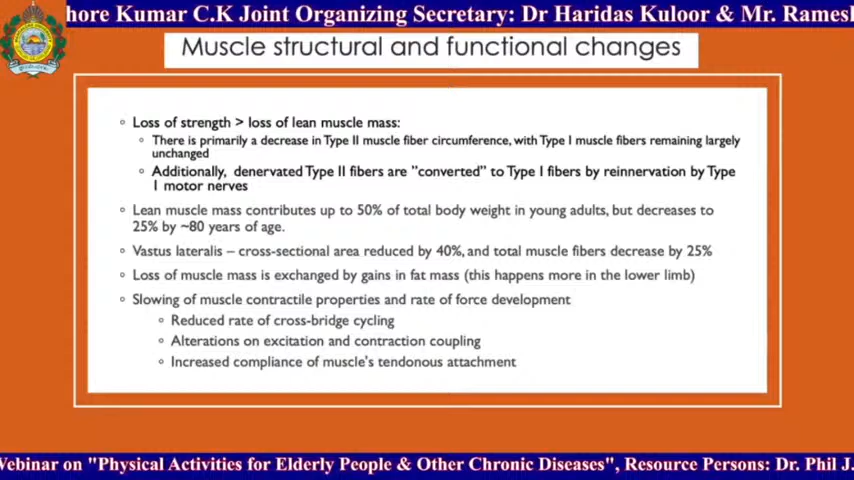 hore Kumar C.K Joint Organizing Secretary: Dr Haridas Kuloor & Mr. Ramesh
Muscle structural and functional changes
◦ Loss of strength > loss of lean muscle mass:
◦ There is primarily a decrease in Type II muscle fiber circumference, with Type I muscle fibers remaining largely
unchanged
◦ Additionally, denervated Type II fibers are "converted" to Type I fibers by reinnervation by Type
I motor nerves
◦ Lean muscle mass contributes up to 50% of total body weight in young adults, but decreases to
25% by ~80 years of age.
◦ Vastus lateralis – cross-sectional area reduced by 40%, and total muscle fibers decrease by 25%
◦ Loss of muscle mass is exchanged by gains in fat mass (this happens more in the lower limb)
◦ Slowing of muscle contractile properties and rate of force development
◦ Reduced rate of cross-bridge cycling
◦ Alterations on excitation and contraction coupling
◦ Increased compliance of muscle's tendonous attachment
Webinar on "Physical Activities for Elderly People & Other Chronic Diseases", Resource Persons: Dr. Phil J.